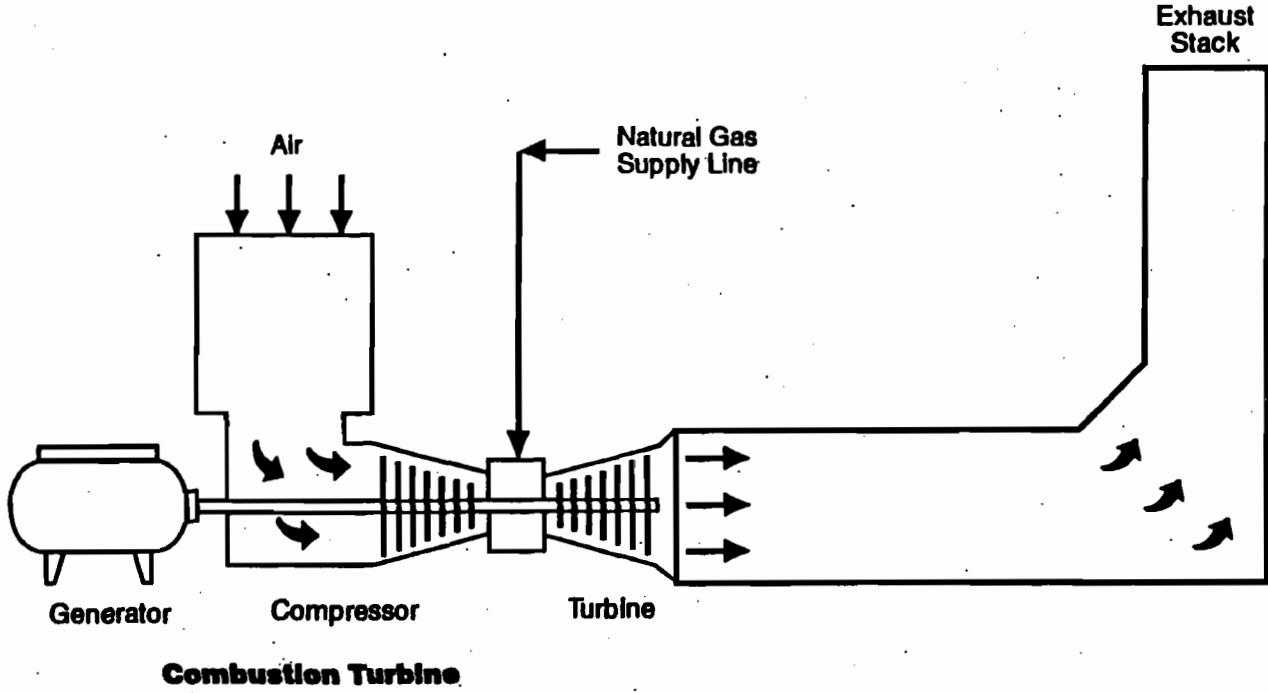 Exhaust
Stack
Air
Natural Gas
Supply Line
Generator
Compressor
Turbine
Combustion Turbine